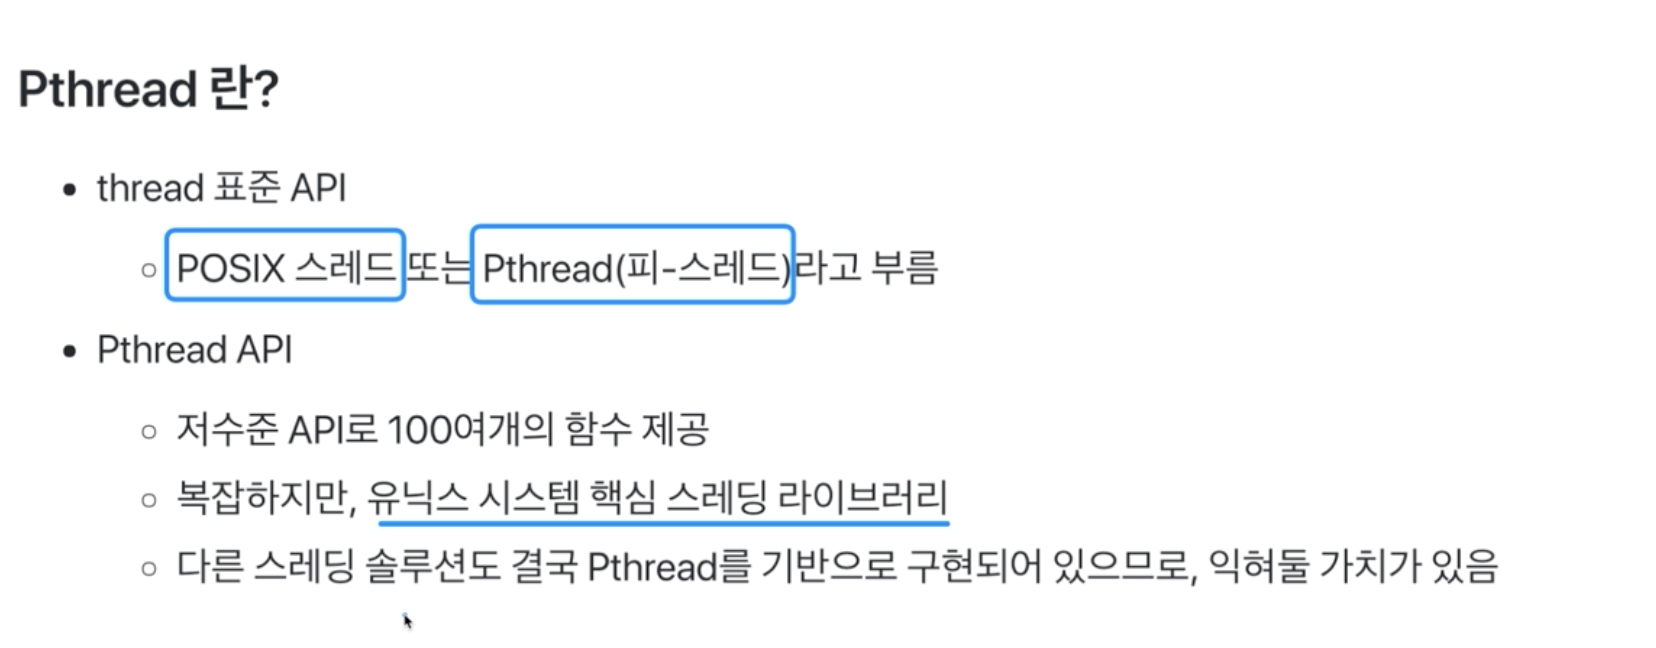 Pthread 란?
thread 표준 API
POSIX 스레드 또는 Pthread(피-스레드)라고 부름
Pthread API
저수준 API로 100여개의 함수 제공
복잡하지만, 유닉스 시스템 핵심 스레딩 라이브러리
다른 스레딩 솔루션도 결국 Pthread를 기반으로 구현되어 있으므로, 익혀둘 가치가 있음